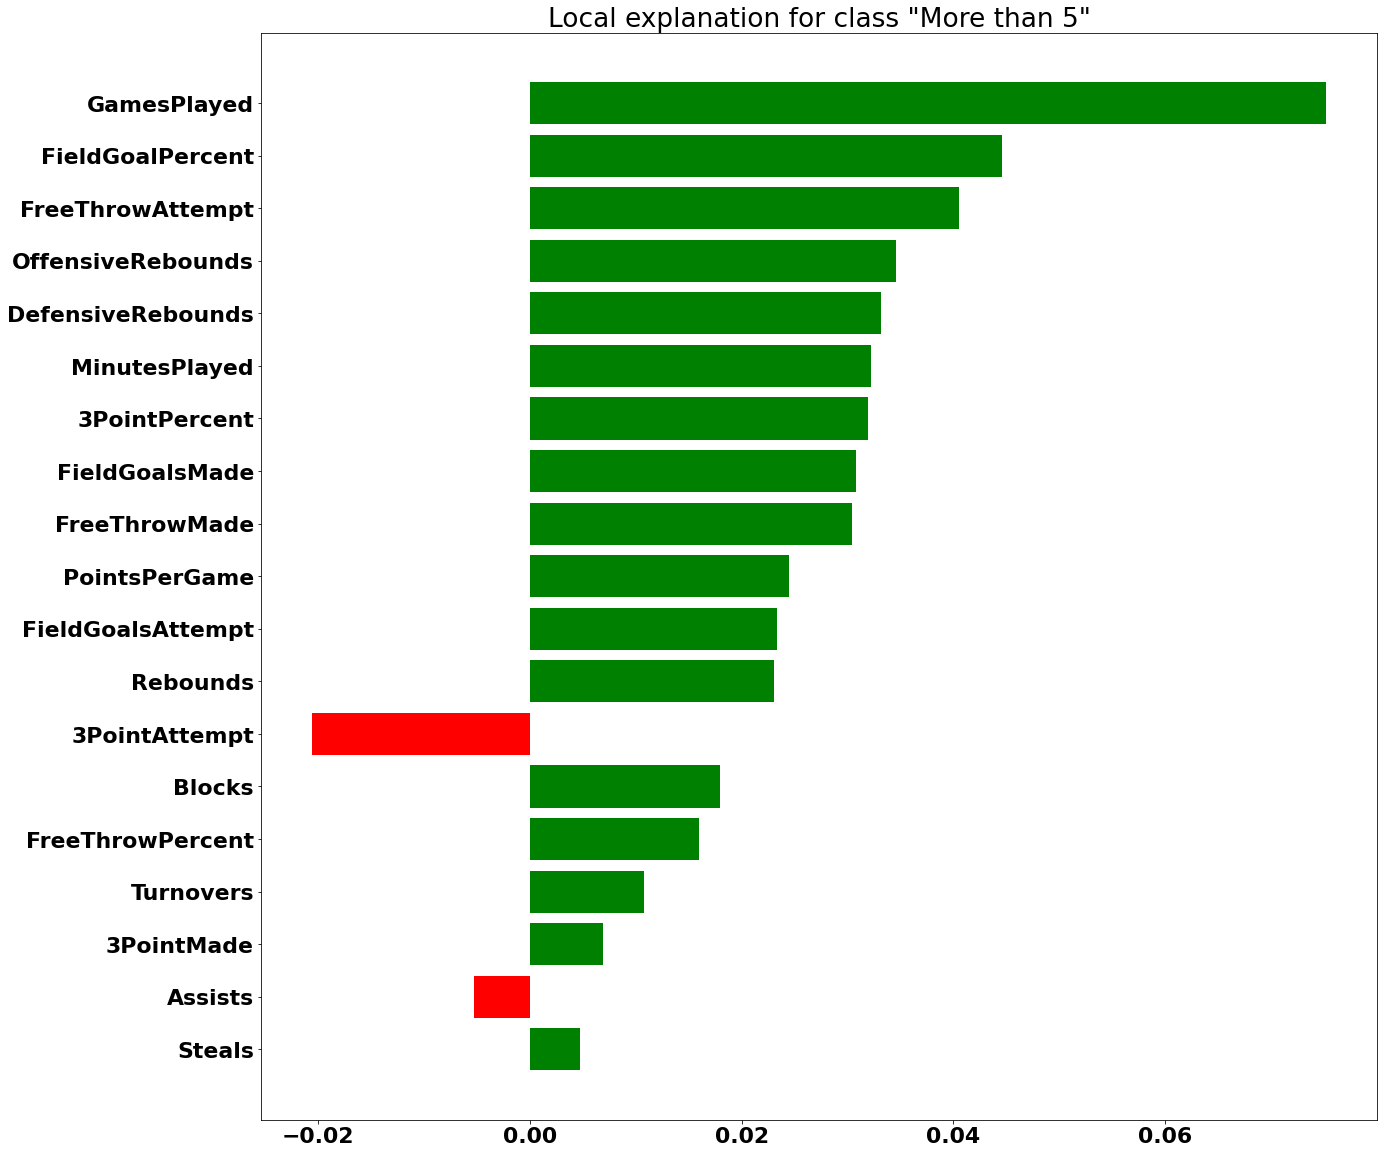 Local explanation for class "More than 5"
GamesPlayed
FieldGoalPercent
FreeThrowAttempt
OffensiveRebounds
DefensiveRebounds
MinutesPlayed
3PointPercent
FieldGoalsMade
FreeThrowMade
PointsPerGame
FieldGoalsAttempt
Rebounds
3PointAttempt
Blocks
FreeThrowPercent
Turnovers
3PointMade
Assists
Steals
−0.02 0.00 0.02 0.04 0.06